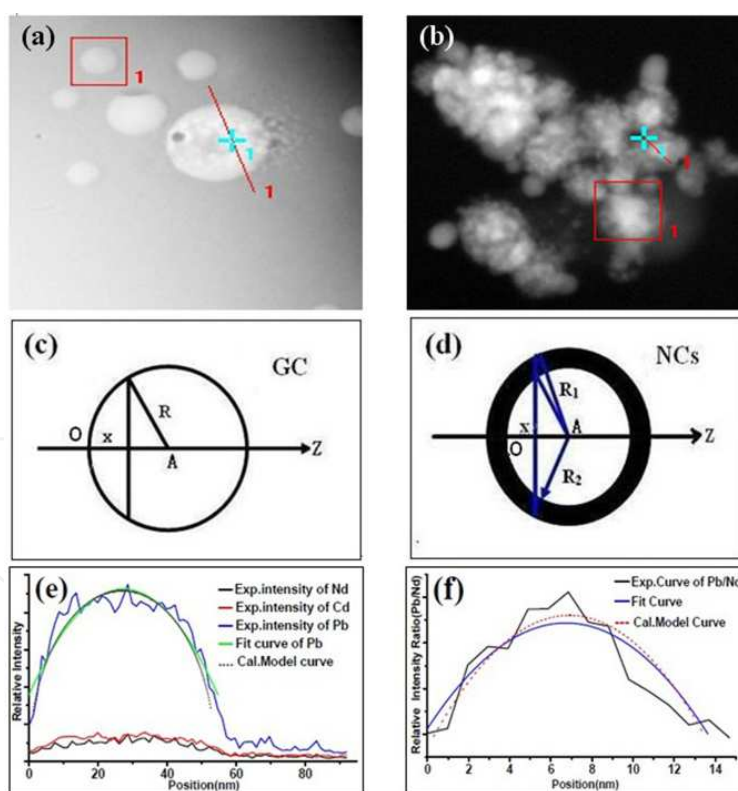 (a)
1
1
1
(b)
1
1
1
(c)
GC
R
O
x
A
Z
(d)
NCs
R1
x
A
O
R2
Z
(e)
Exp.intensity of Nd
Exp.intensity of Cd
Exp.intensity of Pb
Fit curve of Pb
Cal.Model curve
Relative Intensity
0 20 40 60 80
Position(nm)
(f)
Exp.Curve of Pb/Nd
Fit Curve
Cal.Model Curve
Relative Intensity Ratio(Pb/Nd)
0 2 4 6 8 10 12 14
Position(nm)